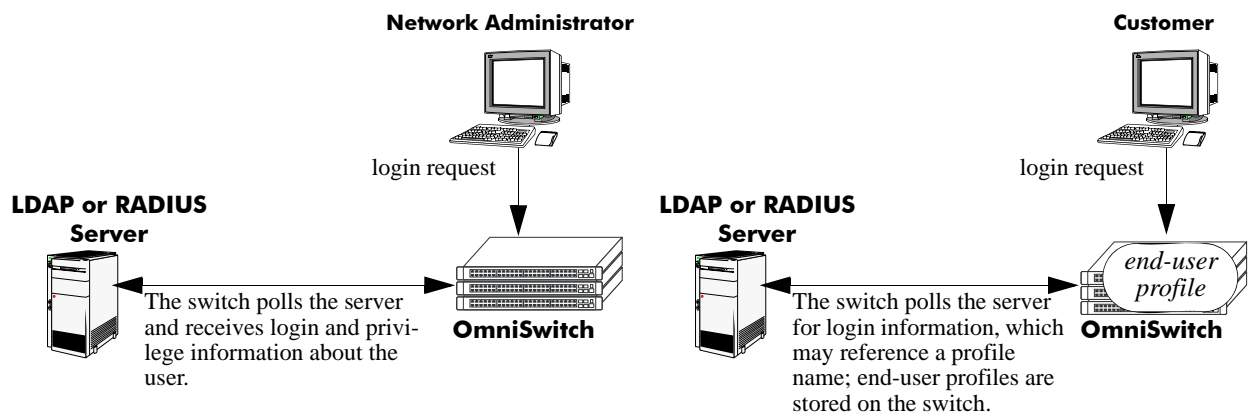 Network Administrator
login request
LDAP or RADIUS
Server
The switch polls the server
and receives login and privi-
lege information about the
user.
OmniSwitch
Customer
login request
LDAP or RADIUS
Server
The switch polls the server
for login information, which
may reference a profile
name; end-user profiles are
stored on the switch.
end-user
profile
OmniSwitch